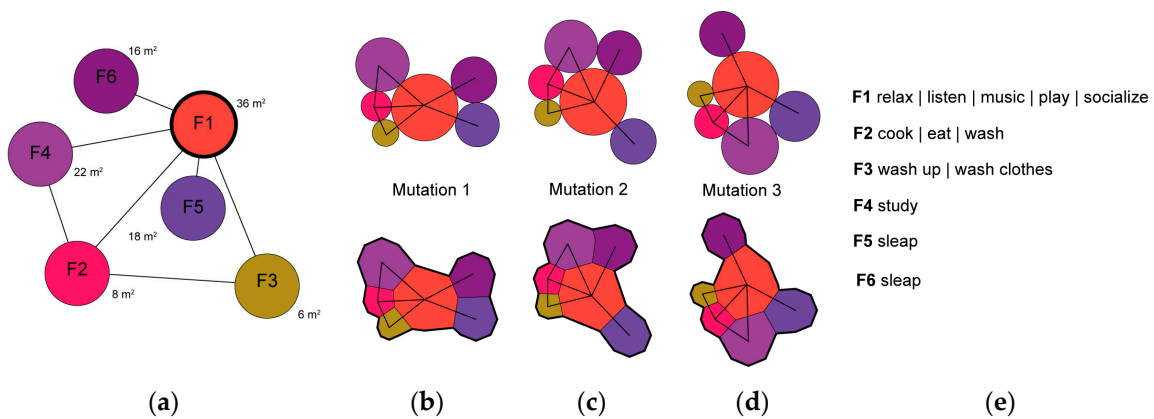 16 m²
F6
F1
36 m²
F4
22 m²
F5
18 m²
F2
8 m²
F3
6 m²
Mutation 1
Mutation 2
Mutation 3
F1 relax | listen | music | play | socialize
F2 cook | eat | wash
F3 wash up | wash clothes
F4 study
F5 sleap
F6 sleap
(a)
(b)
(c)
(d)
(e)